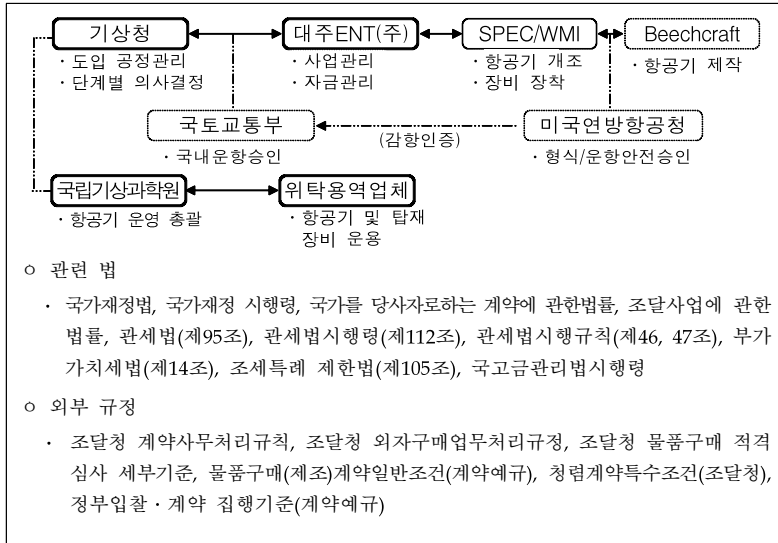 기상청 대주ENT(주) SPEC/WMI Beechcraft
· 도입 공정관리 · 사업관리 · 항공기 개조 · 항공기 제작
· 단계별 의사결정 · 자금관리 · 장비 장착
국토교통부 (감항인증) 미국연방항공청
· 국내운항승인 · 형식/운항안전승인
국립기상과학원 위탁용역업체
· 항공기 운영 총괄 · 항공기 및 탑재
장비 운용
ㅇ 관련 법
· 국가재정법, 국가재정 시행령, 국가를 당사자로하는 계약에 관한법률, 조달사업에 관한
법률, 관세법(제95조), 관세법시행령(제112조), 관세법시행규칙(제46, 47조), 부가
가치세법(제14조), 조세특례 제한법(제105조), 국고금관리법시행령
ㅇ 외부 규정
· 조달청 계약사무처리규칙, 조달청 외자구매업무처리규정, 조달청 물품구매 적격
심사 세부기준, 물품구매(제조)계약일반조건(계약예규), 청렴계약특수조건(조달청),
정부입찰·계약 집행기준(계약예규)